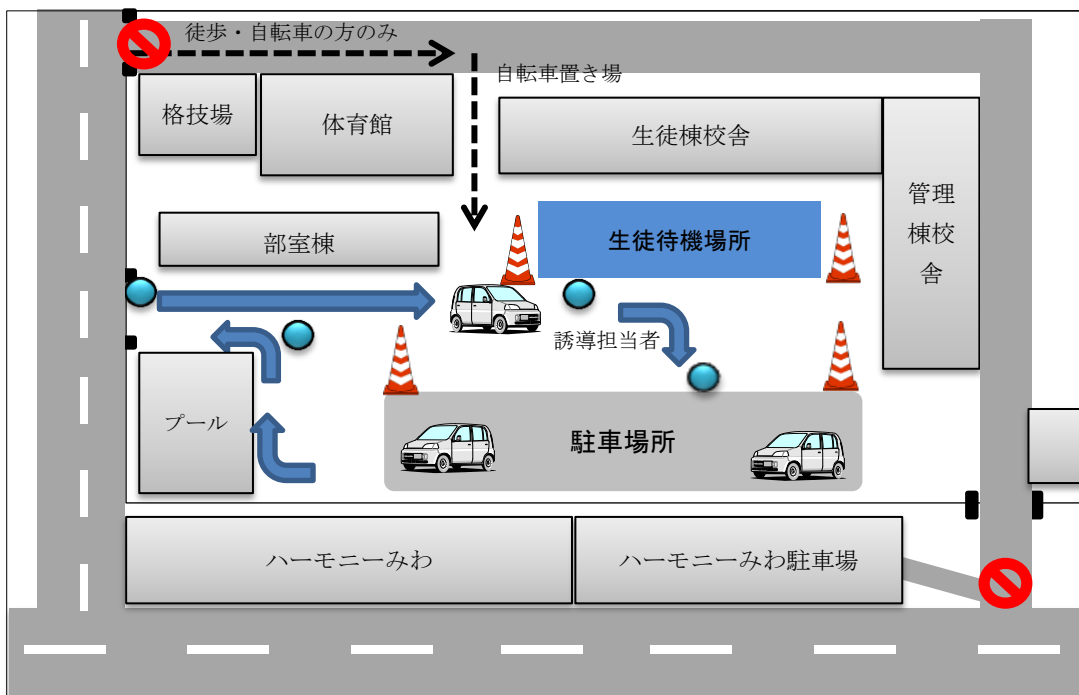 徒歩・自転車の方のみ
自転車置き場
格技場
体育館
生徒棟校舎
管理
棟校
舎
部室棟
生徒待機場所
誘導担当者
プール
駐車場所
ハーモニーみわ
ハーモニーみわ駐車場